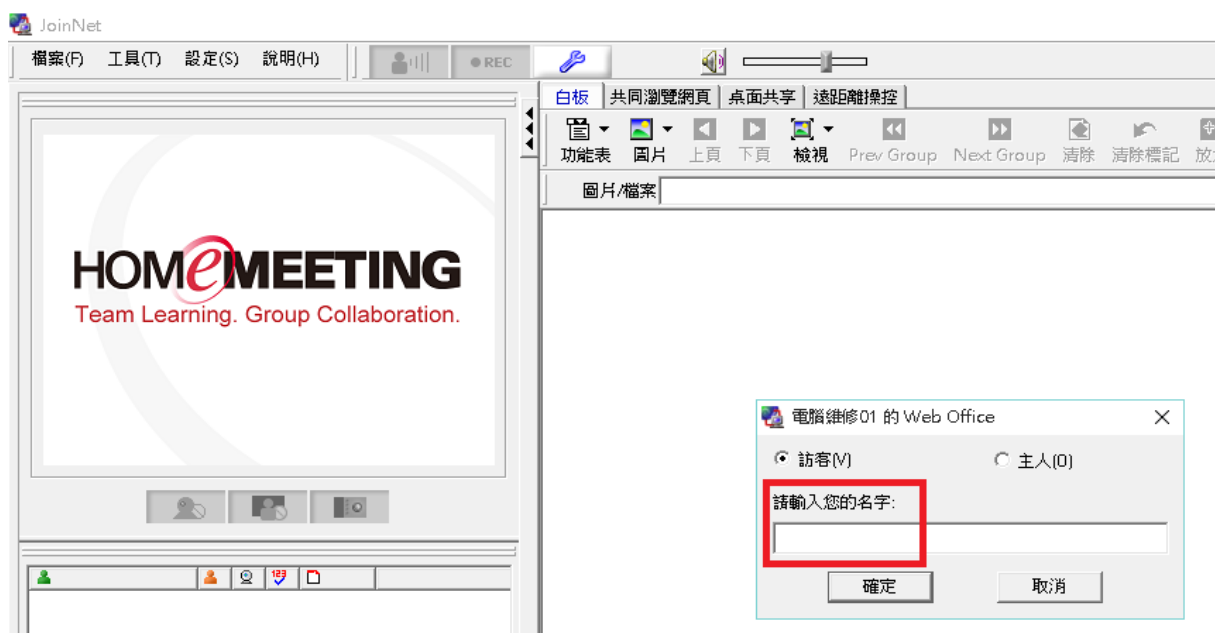 JoinNet
檔案(F) 工具(T) 設定(S) 說明(H)
REC
白板 共同瀏覽網頁 桌面共享 遠距離操控
功能表 圖片 上頁 下頁 檢視 Prev Group Next Group 清除 清除標記
圖片/檔案
HOMeMEETING
Team Learning. Group Collaboration.
電腦維修01 的 Web Office
訪客(V) 主人(O)
請輸入您的名字:
確定 取消
123